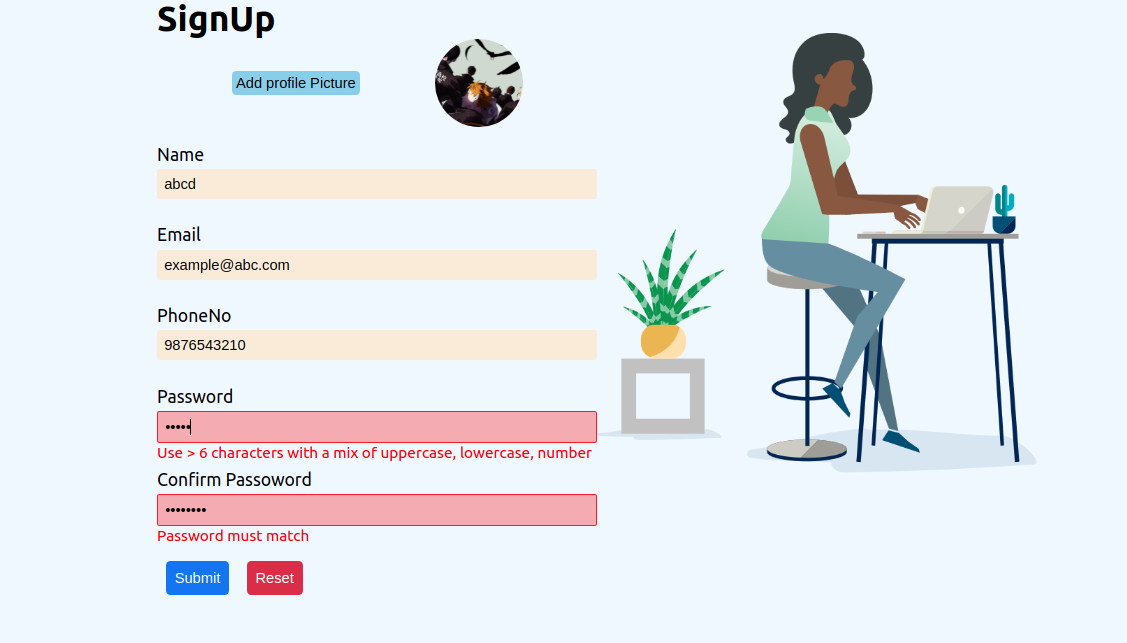 SignUp
Add profile Picture
Name
abcd
Email
example@abc.com
PhoneNo
9876543210
Password
•••••
Use > 6 characters with a mix of uppercase, lowercase, number
Confirm Passoword
••••••••
Password must match
Submit Reset